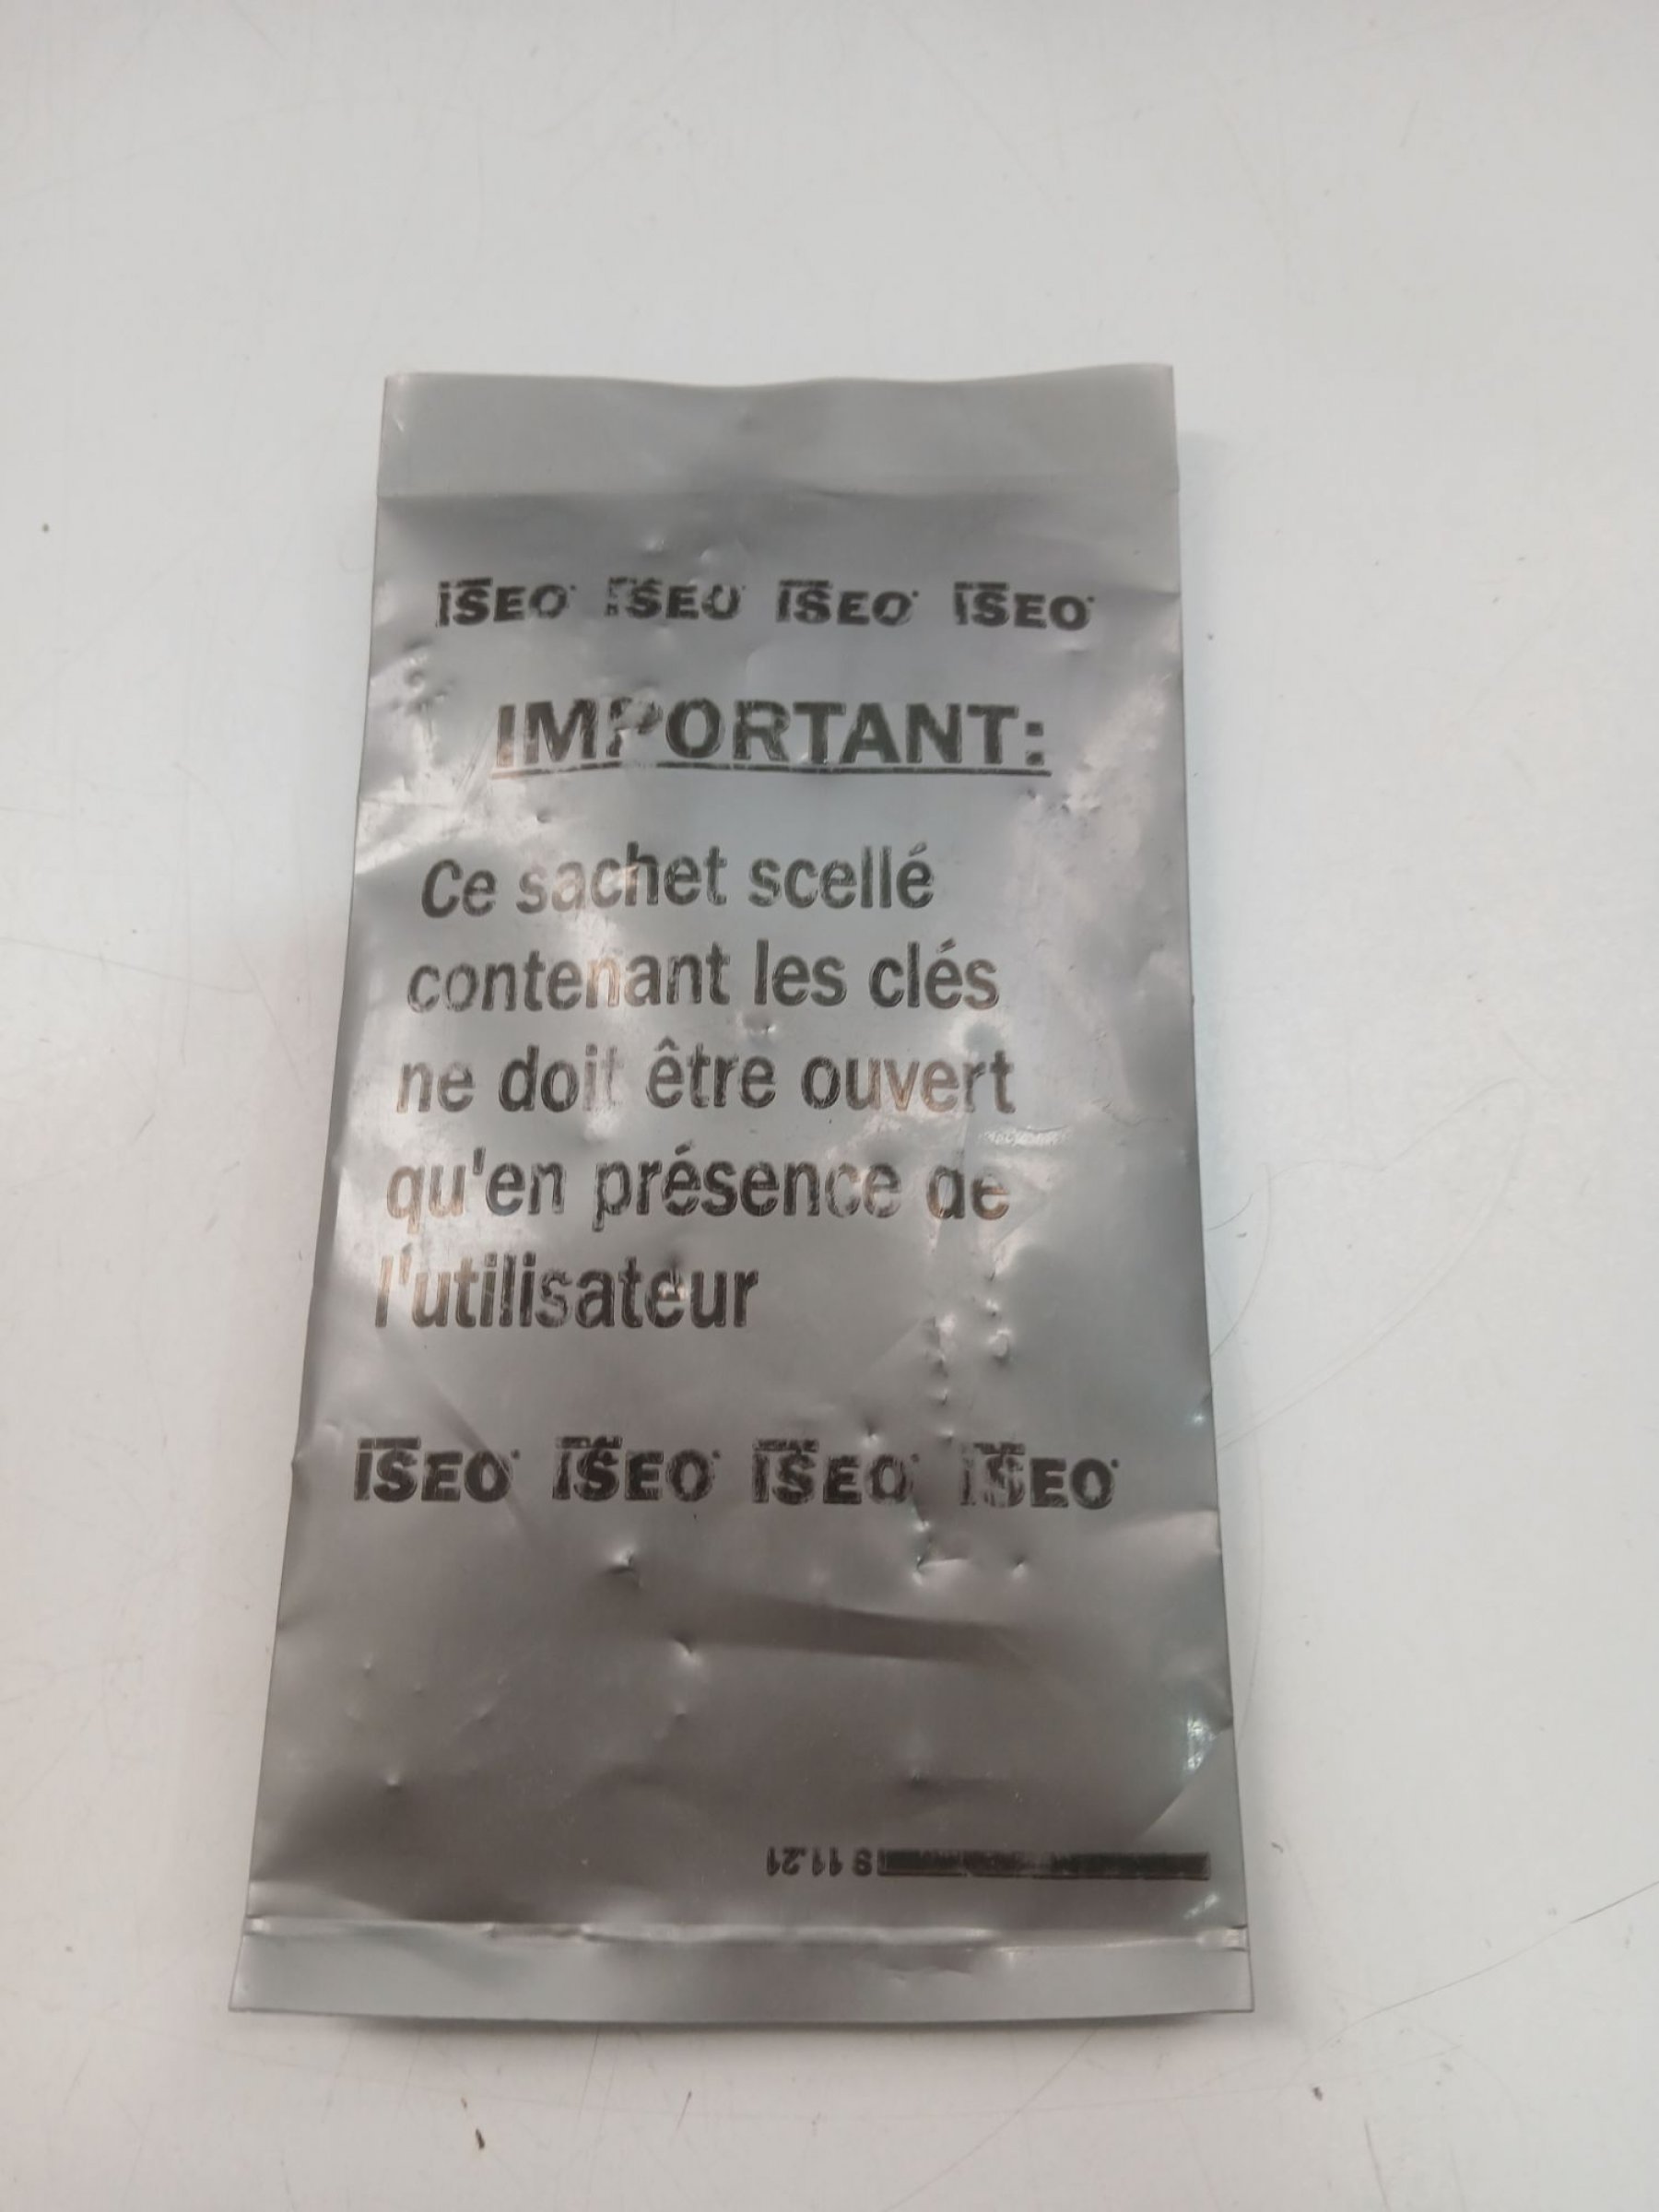 ISEO ISEO ISEO ISEO
IMPORTANT:
Ce sachet scellé
contenant les clés
ne doit être ouvert
qu'en présence de
l'utilisateur
ISEO ISEO ISEO ISEO
11.21